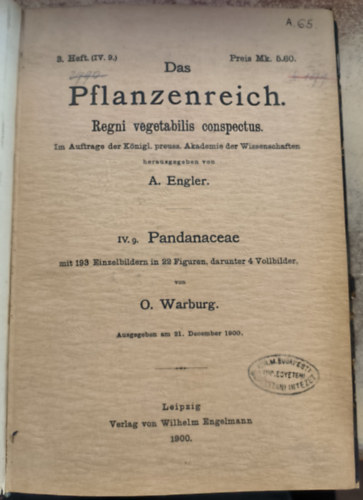 A. 65
3. Heft. (IV. 9.) Preis Mk. 5.60.
Das
Pflanzenreich.
Regni vegetabilis conspectus.
Im Auftrage der Königl. preuss. Akademie der Wissenschaften
herausgegeben von
A. Engler.
IV. 9. Pandanaceae
mit 193 Einzelbildern in 22 Figuren, darunter 4 Vollbilder,
von
O. Warburg.
Ausgegeben am 21. December 1900.
Leipzig
Verlag von Wilhelm Engelmann
1900.